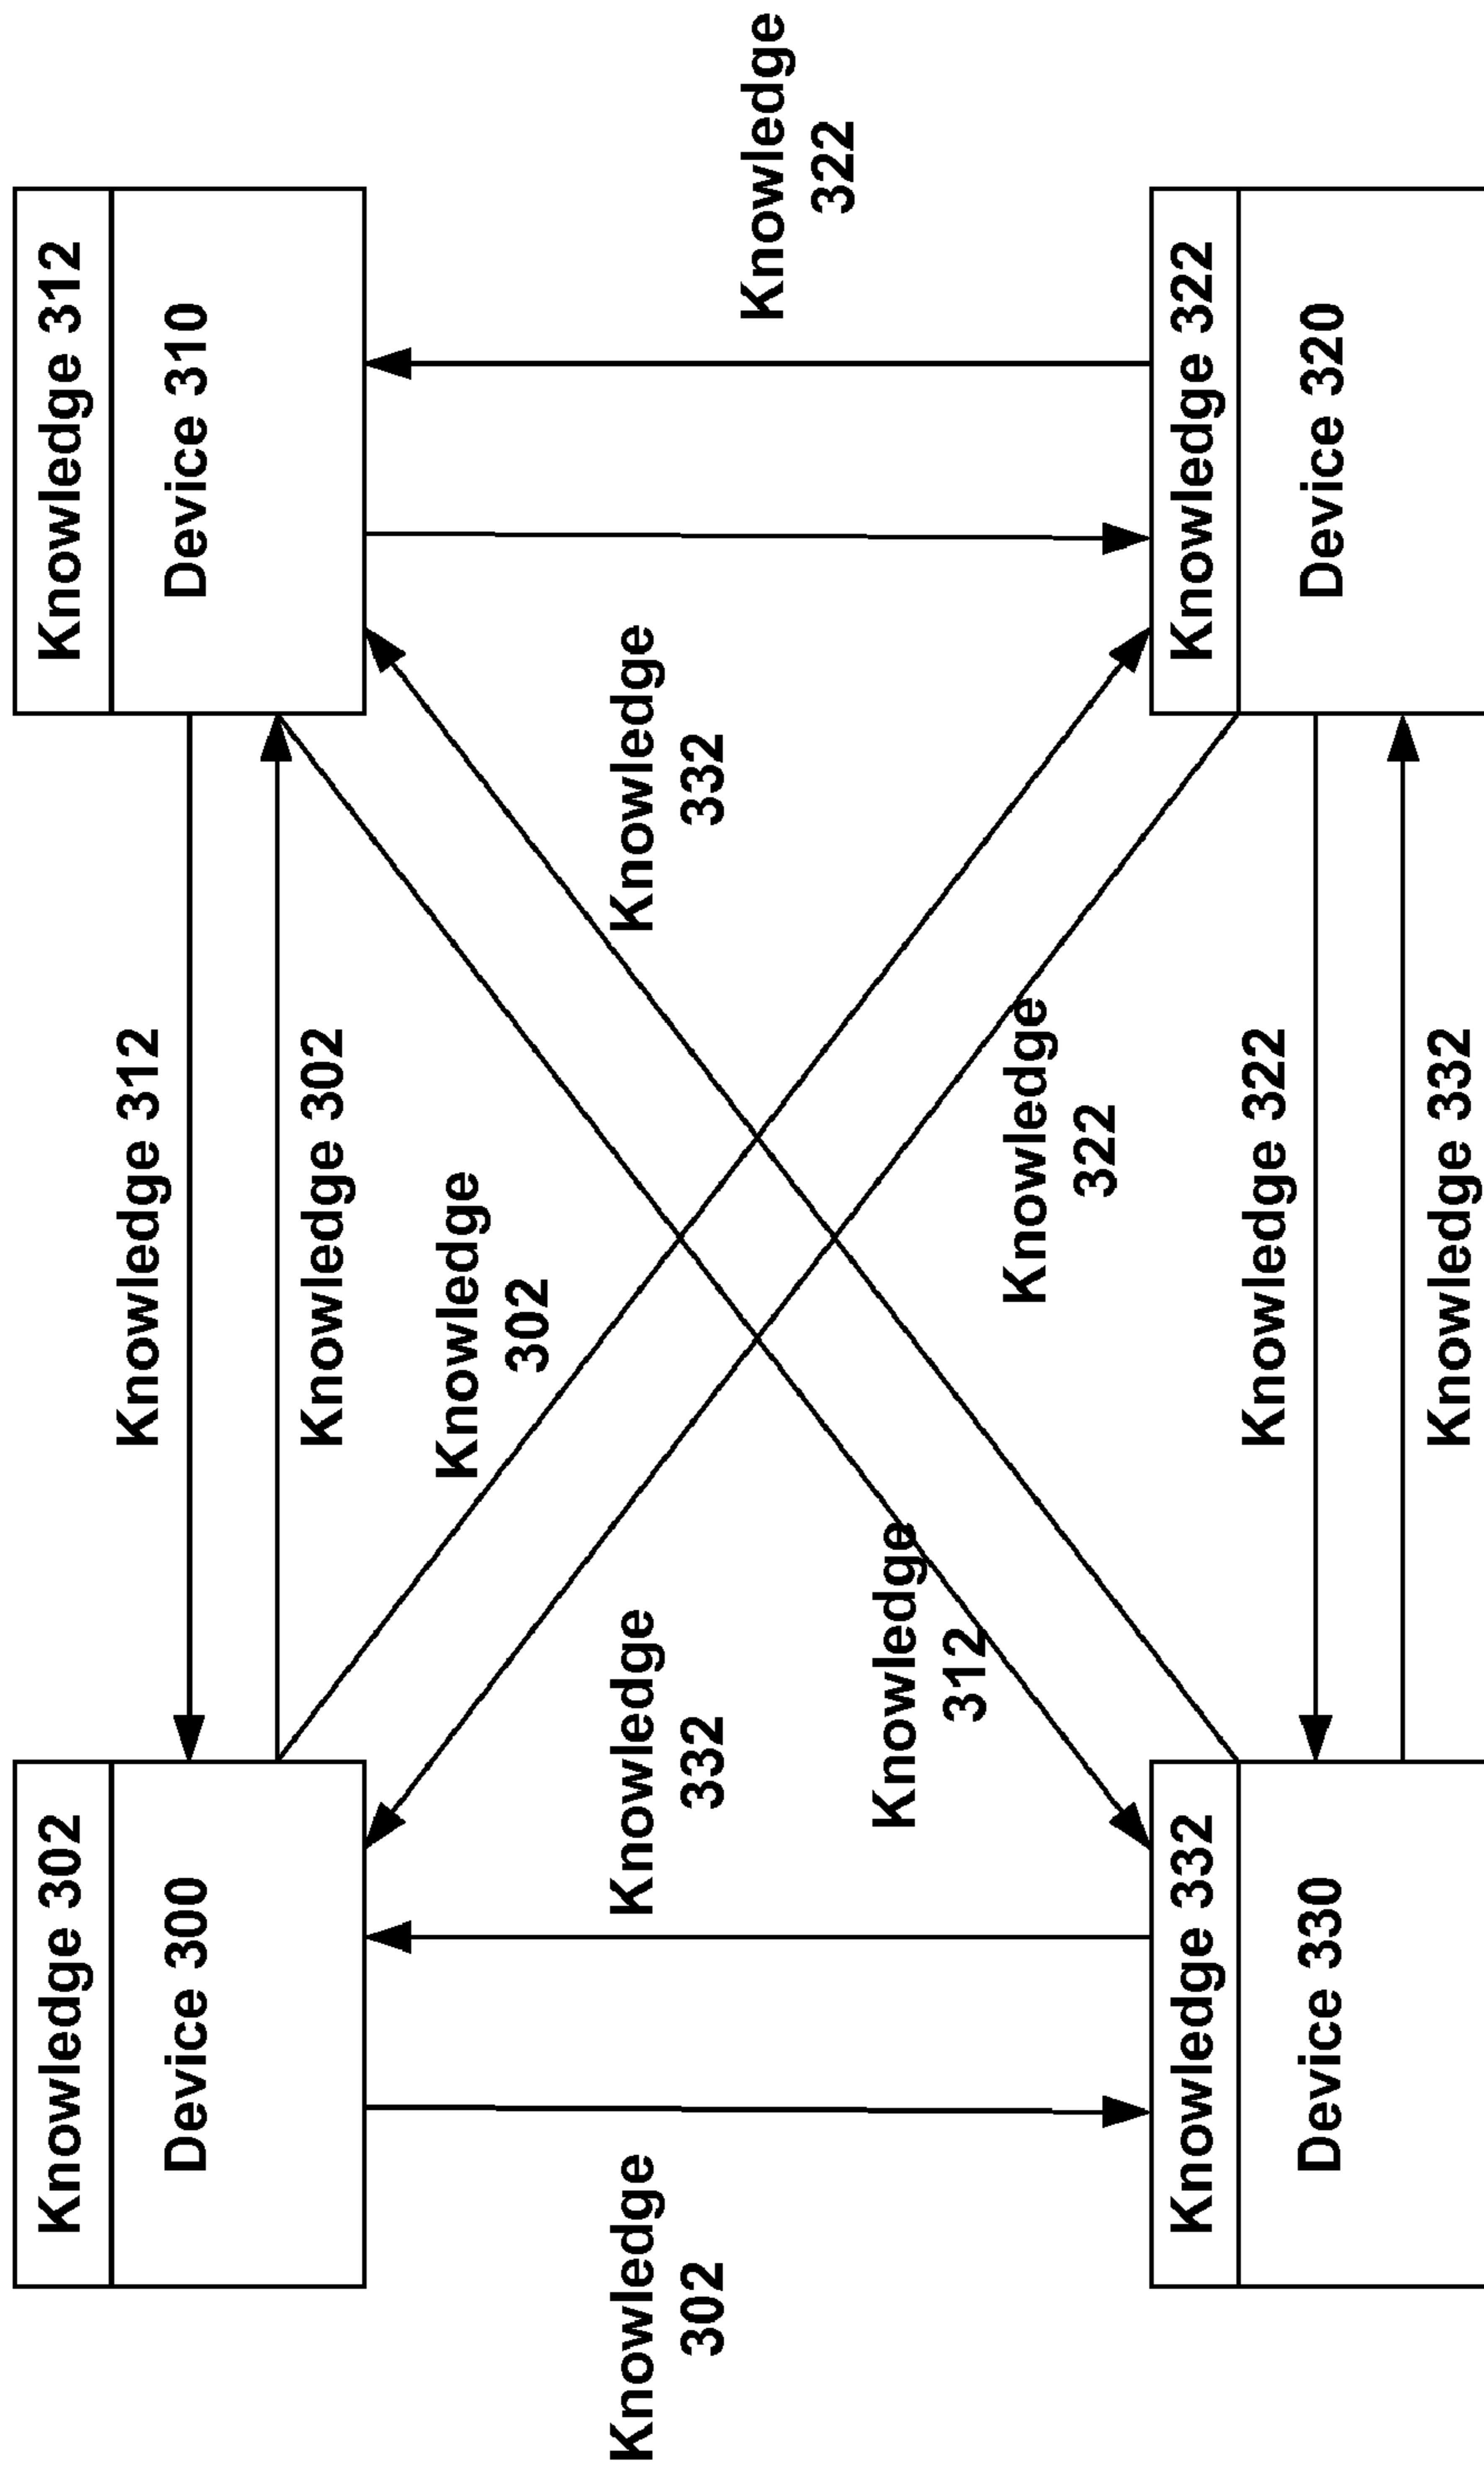 Knowledge 302
Device 300
Knowledge 312
Device 310
Knowledge 312
Knowledge 302
Knowledge
302
Knowledge
302
Knowledge
332
Knowledge
332
Knowledge
322
Knowledge
312
Knowledge
322
Knowledge 332
Device 330
Knowledge 322
Device 320
Knowledge 322
Knowledge 332